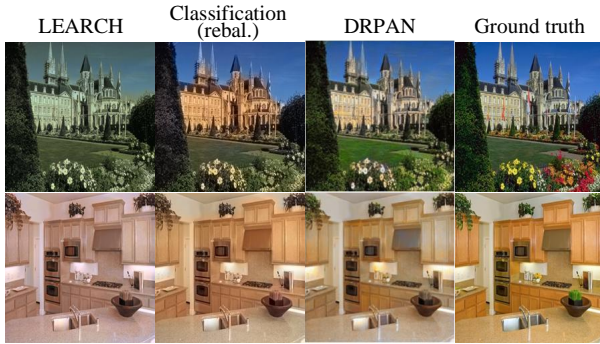 LEARCH
Classification
(rebal.)
DRPAN
Ground truth